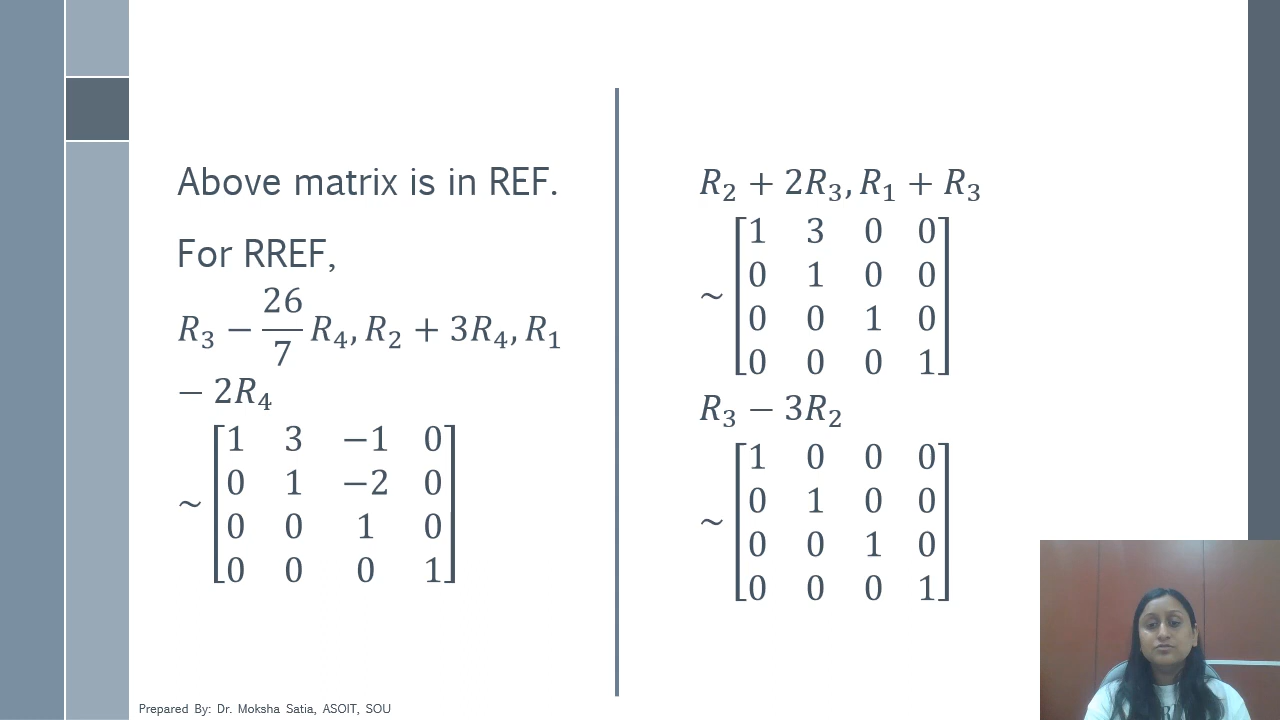 Above matrix is in REF.
For RREF,
R₃ − 26/7 R₄, R₂ + 3R₄, R₁
− 2R₄
~ [1 3 −1 0
0 1 −2 0
0 0 1 0
0 0 0 1]
R₂ + 2R₃, R₁ + R₃
~ [1 3 0 0
0 1 0 0
0 0 1 0
0 0 0 1]
R₃ − 3R₂
~ [1 0 0 0
0 1 0 0
0 0 1 0
0 0 0 1]
Prepared By: Dr. Moksha Satia, ASOIT, SOU